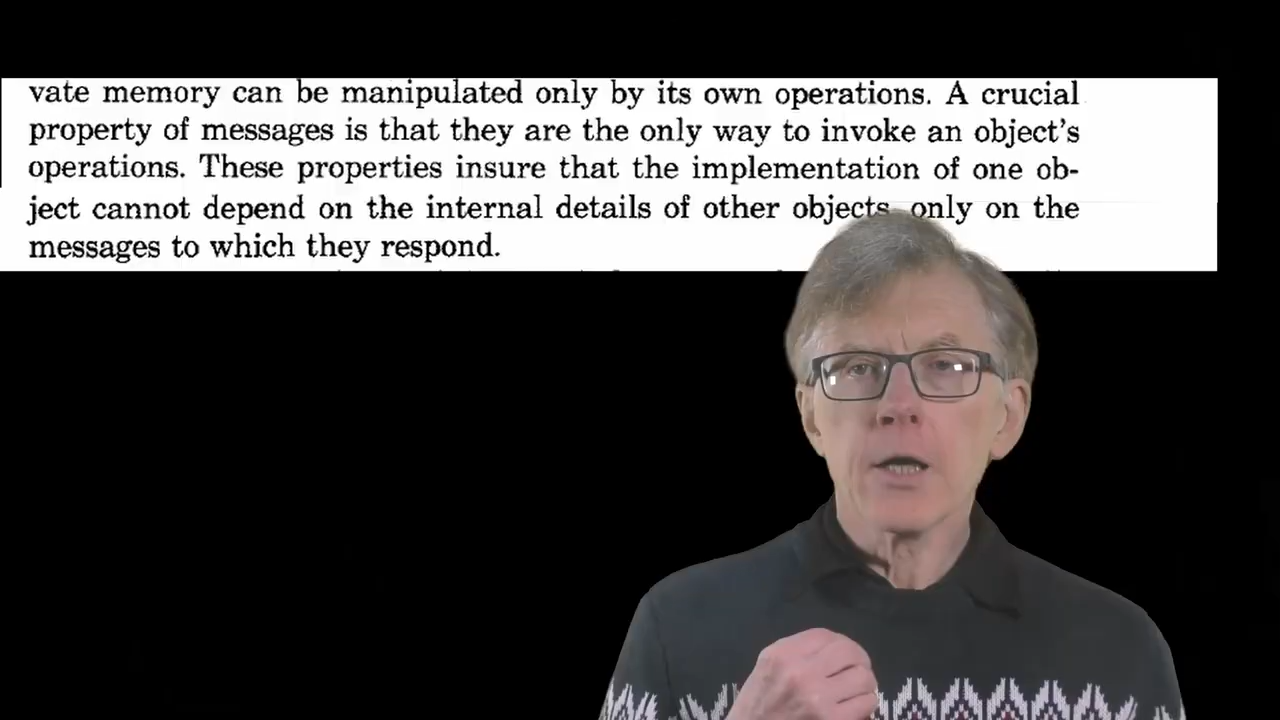 vate memory can be manipulated only by its own operations. A crucial
property of messages is that they are the only way to invoke an object's
operations. These properties insure that the implementation of one ob-
ject cannot depend on the internal details of other objects, only on the
messages to which they respond.